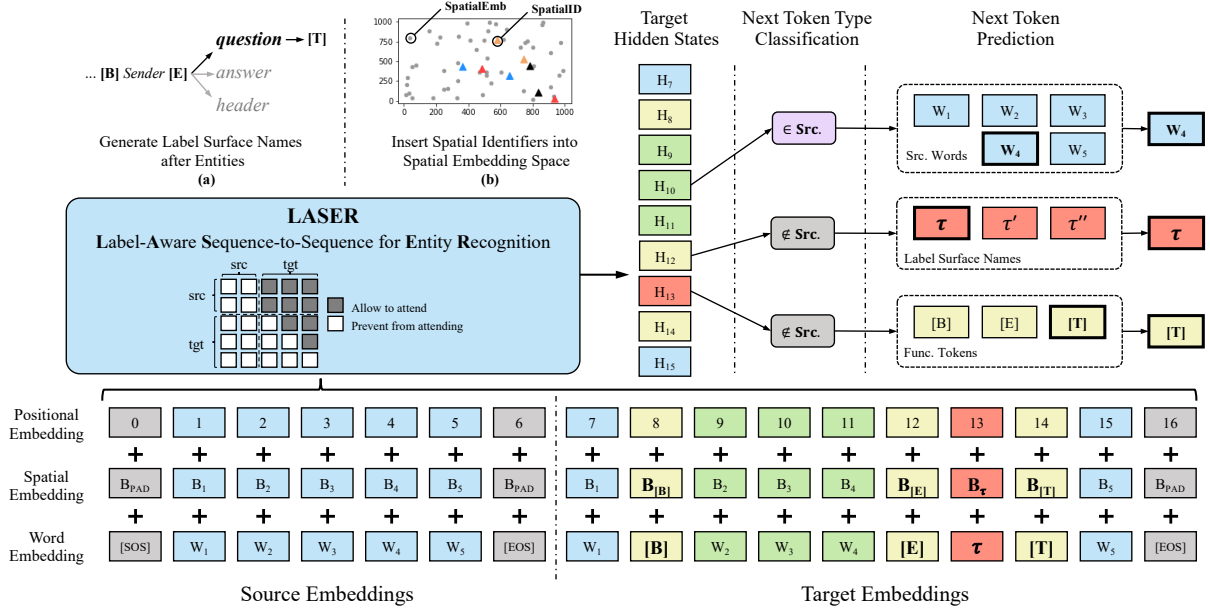 question → [T]
... [B] Sender [E]
answer
header
Generate Label Surface Names
after Entities
(a)
SpatialEmb
SpatialID
1000
750
500
250
0
0 200 400 600 800 1000
Insert Spatial Identifiers into
Spatial Embedding Space
(b)
Target
Hidden States
Next Token Type
Classification
Next Token
Prediction
H7
H8
H9
H10
H11
H12
H13
H14
H15
∈ Src.
∉ Src.
∉ Src.
W1 W2 W3
W4 W5
Src. Words
W4
τ τ′ τ′′
Label Surface Names
τ
[B] [E] [T]
Func. Tokens
[T]
LASER
Label-Aware Sequence-to-Sequence for Entity Recognition
src tgt
src
tgt
Allow to attend
Prevent from attending
Positional
Embedding
0 1 2 3 4 5 6 7 8 9 10 11 12 13 14 15 16
+ + + + + + + + + + + + + + + + +
Spatial
Embedding
BPAD B1 B2 B3 B4 B5 BPAD B1 B[B] B2 B3 B4 B[E] Bτ B[T] B5 BPAD
+ + + + + + + + + + + + + + + + +
Word
Embedding
[SOS] W1 W2 W3 W4 W5 [EOS] W1 [B] W2 W3 W4 [E] τ [T] W5 [EOS]
Source Embeddings
Target Embeddings